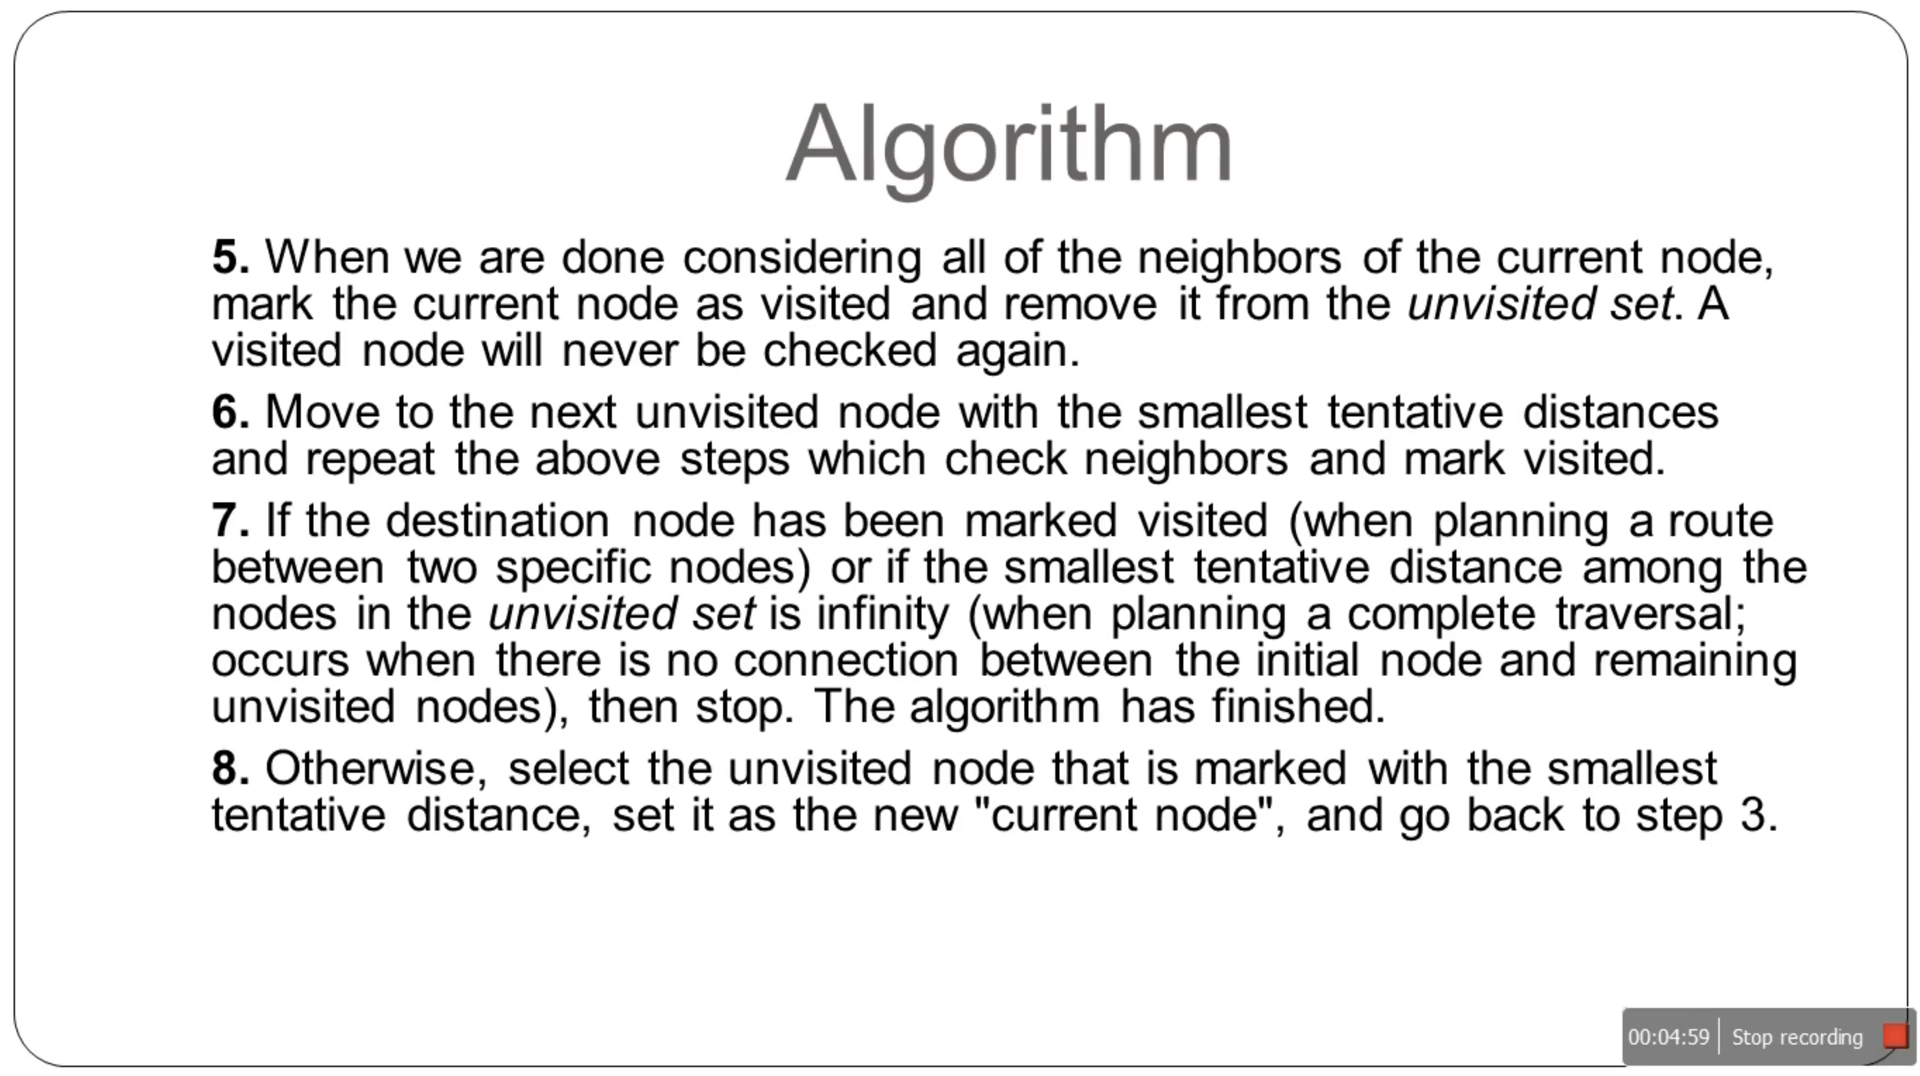 Algorithm
5. When we are done considering all of the neighbors of the current node,
mark the current node as visited and remove it from the unvisited set. A
visited node will never be checked again.
6. Move to the next unvisited node with the smallest tentative distances
and repeat the above steps which check neighbors and mark visited.
7. If the destination node has been marked visited (when planning a route
between two specific nodes) or if the smallest tentative distance among the
nodes in the unvisited set is infinity (when planning a complete traversal;
occurs when there is no connection between the initial node and remaining
unvisited nodes), then stop. The algorithm has finished.
8. Otherwise, select the unvisited node that is marked with the smallest
tentative distance, set it as the new "current node", and go back to step 3.
00:04:59 Stop recording